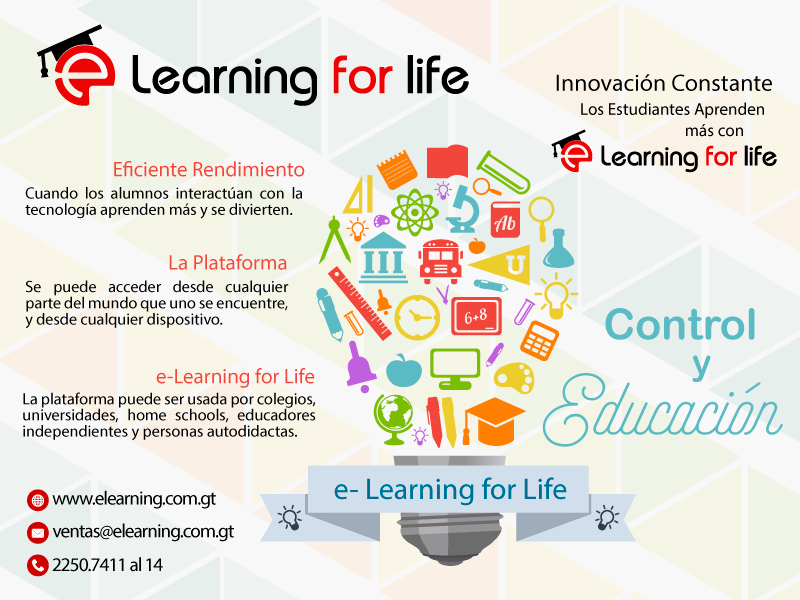 e Learning for life
Innovación Constante
Los Estudiantes Aprenden
más con
e Learning for life
Eficiente Rendimiento
Cuando los alumnos interactúan con la
tecnología aprenden más y se divierten.
La Plataforma
Se puede acceder desde cualquier
parte del mundo que uno se encuentre,
y desde cualquier dispositivo.
e-Learning for Life
La plataforma puede ser usada por colegios,
universidades, home schools, educadores
independientes y personas autodidactas.
Ab
U
6+8
Control
y
Educación
e- Learning for Life
www.elearning.com.gt
ventas@elearning.com.gt
2250.7411 al 14